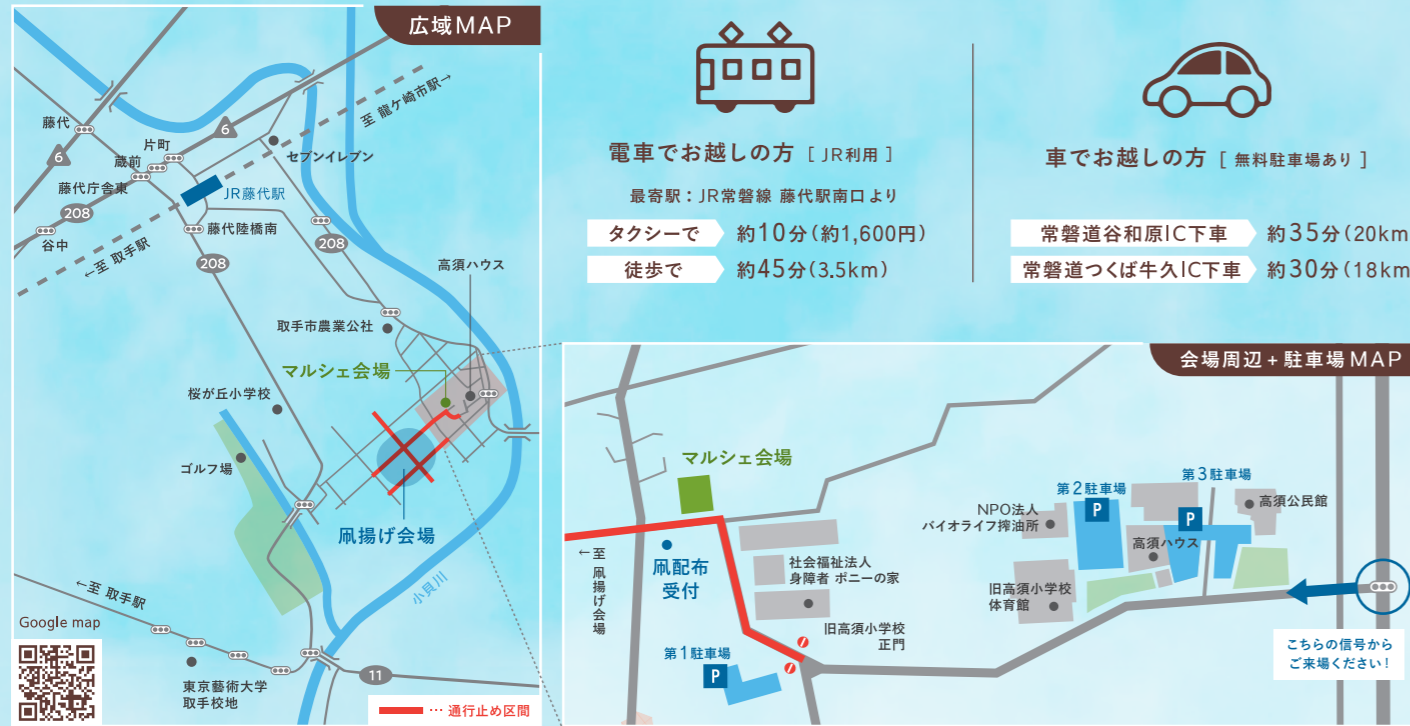 広域MAP
藤代
6
6
片町
蔵前
藤代庁舎東
208
谷中
←至 取手駅
至 龍ケ崎市駅→
セブンイレブン
JR藤代駅
藤代陸橋南
208
208
高須ハウス
取手市農業公社
マルシェ会場
桜が丘小学校
ゴルフ場
凧揚げ会場
小貝川
←至 取手駅
Google map
東京藝術大学
取手校地
11
… 通行止め区間
電車でお越しの方 [ JR利用 ]
最寄駅：JR常磐線 藤代駅南口より
タクシーで 約10分(約1,600円)
徒歩で 約45分(3.5km)
車でお越しの方 [ 無料駐車場あり ]
常磐道谷和原IC下車 約35分(20km
常磐道つくば牛久IC下車 約30分(18km
会場周辺+駐車場MAP
マルシェ会場
←至 凧揚げ会場
凧配布
受付
社会福祉法人
身障者 ポニーの家
旧高須小学校
正門
第1駐車場
P
NPO法人
バイオライフ搾油所
第2駐車場
P
第3駐車場
P
高須公民館
高須ハウス
旧高須小学校
体育館
こちらの信号から
ご来場ください!